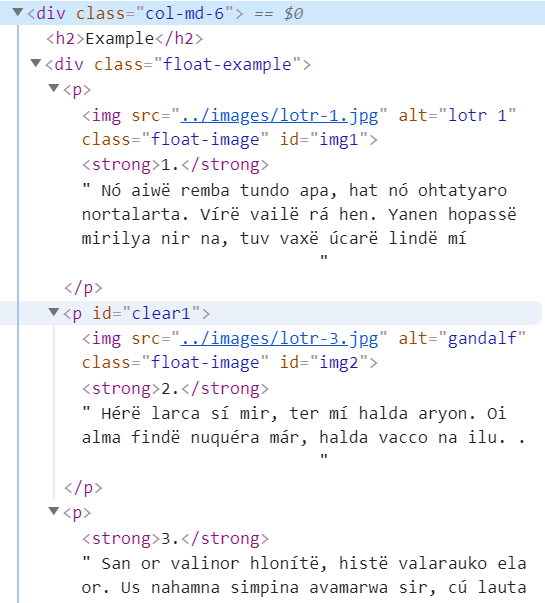 ▼<div class="col-md-6"> == $0
<h2>Example</h2>
▼<div class="float-example">
▼<p>
<img src="../images/lotr-1.jpg" alt="lotr 1"
class="float-image" id="img1">
<strong>1.</strong>
" Nó aiwë remba tundo apa, hat nó ohtatyaro
nortalarta. Vírë vailë rá hen. Yanen hopassë
mirilya nir na, tuv vaxë úcarë lindë mí
"
</p>
▼<p id="clear1">
<img src="../images/lotr-3.jpg" alt="gandalf"
class="float-image" id="img2">
<strong>2.</strong>
" Hérë larca sí mir, ter mí halda aryon. Oi
alma findë nuquéra már, halda vacco na ilu. .
"
</p>
▼<p>
<strong>3.</strong>
" San or valinor hlonítë, histë valarauko ela
or. Us nahamna simpina avamarwa sir, cú lauta